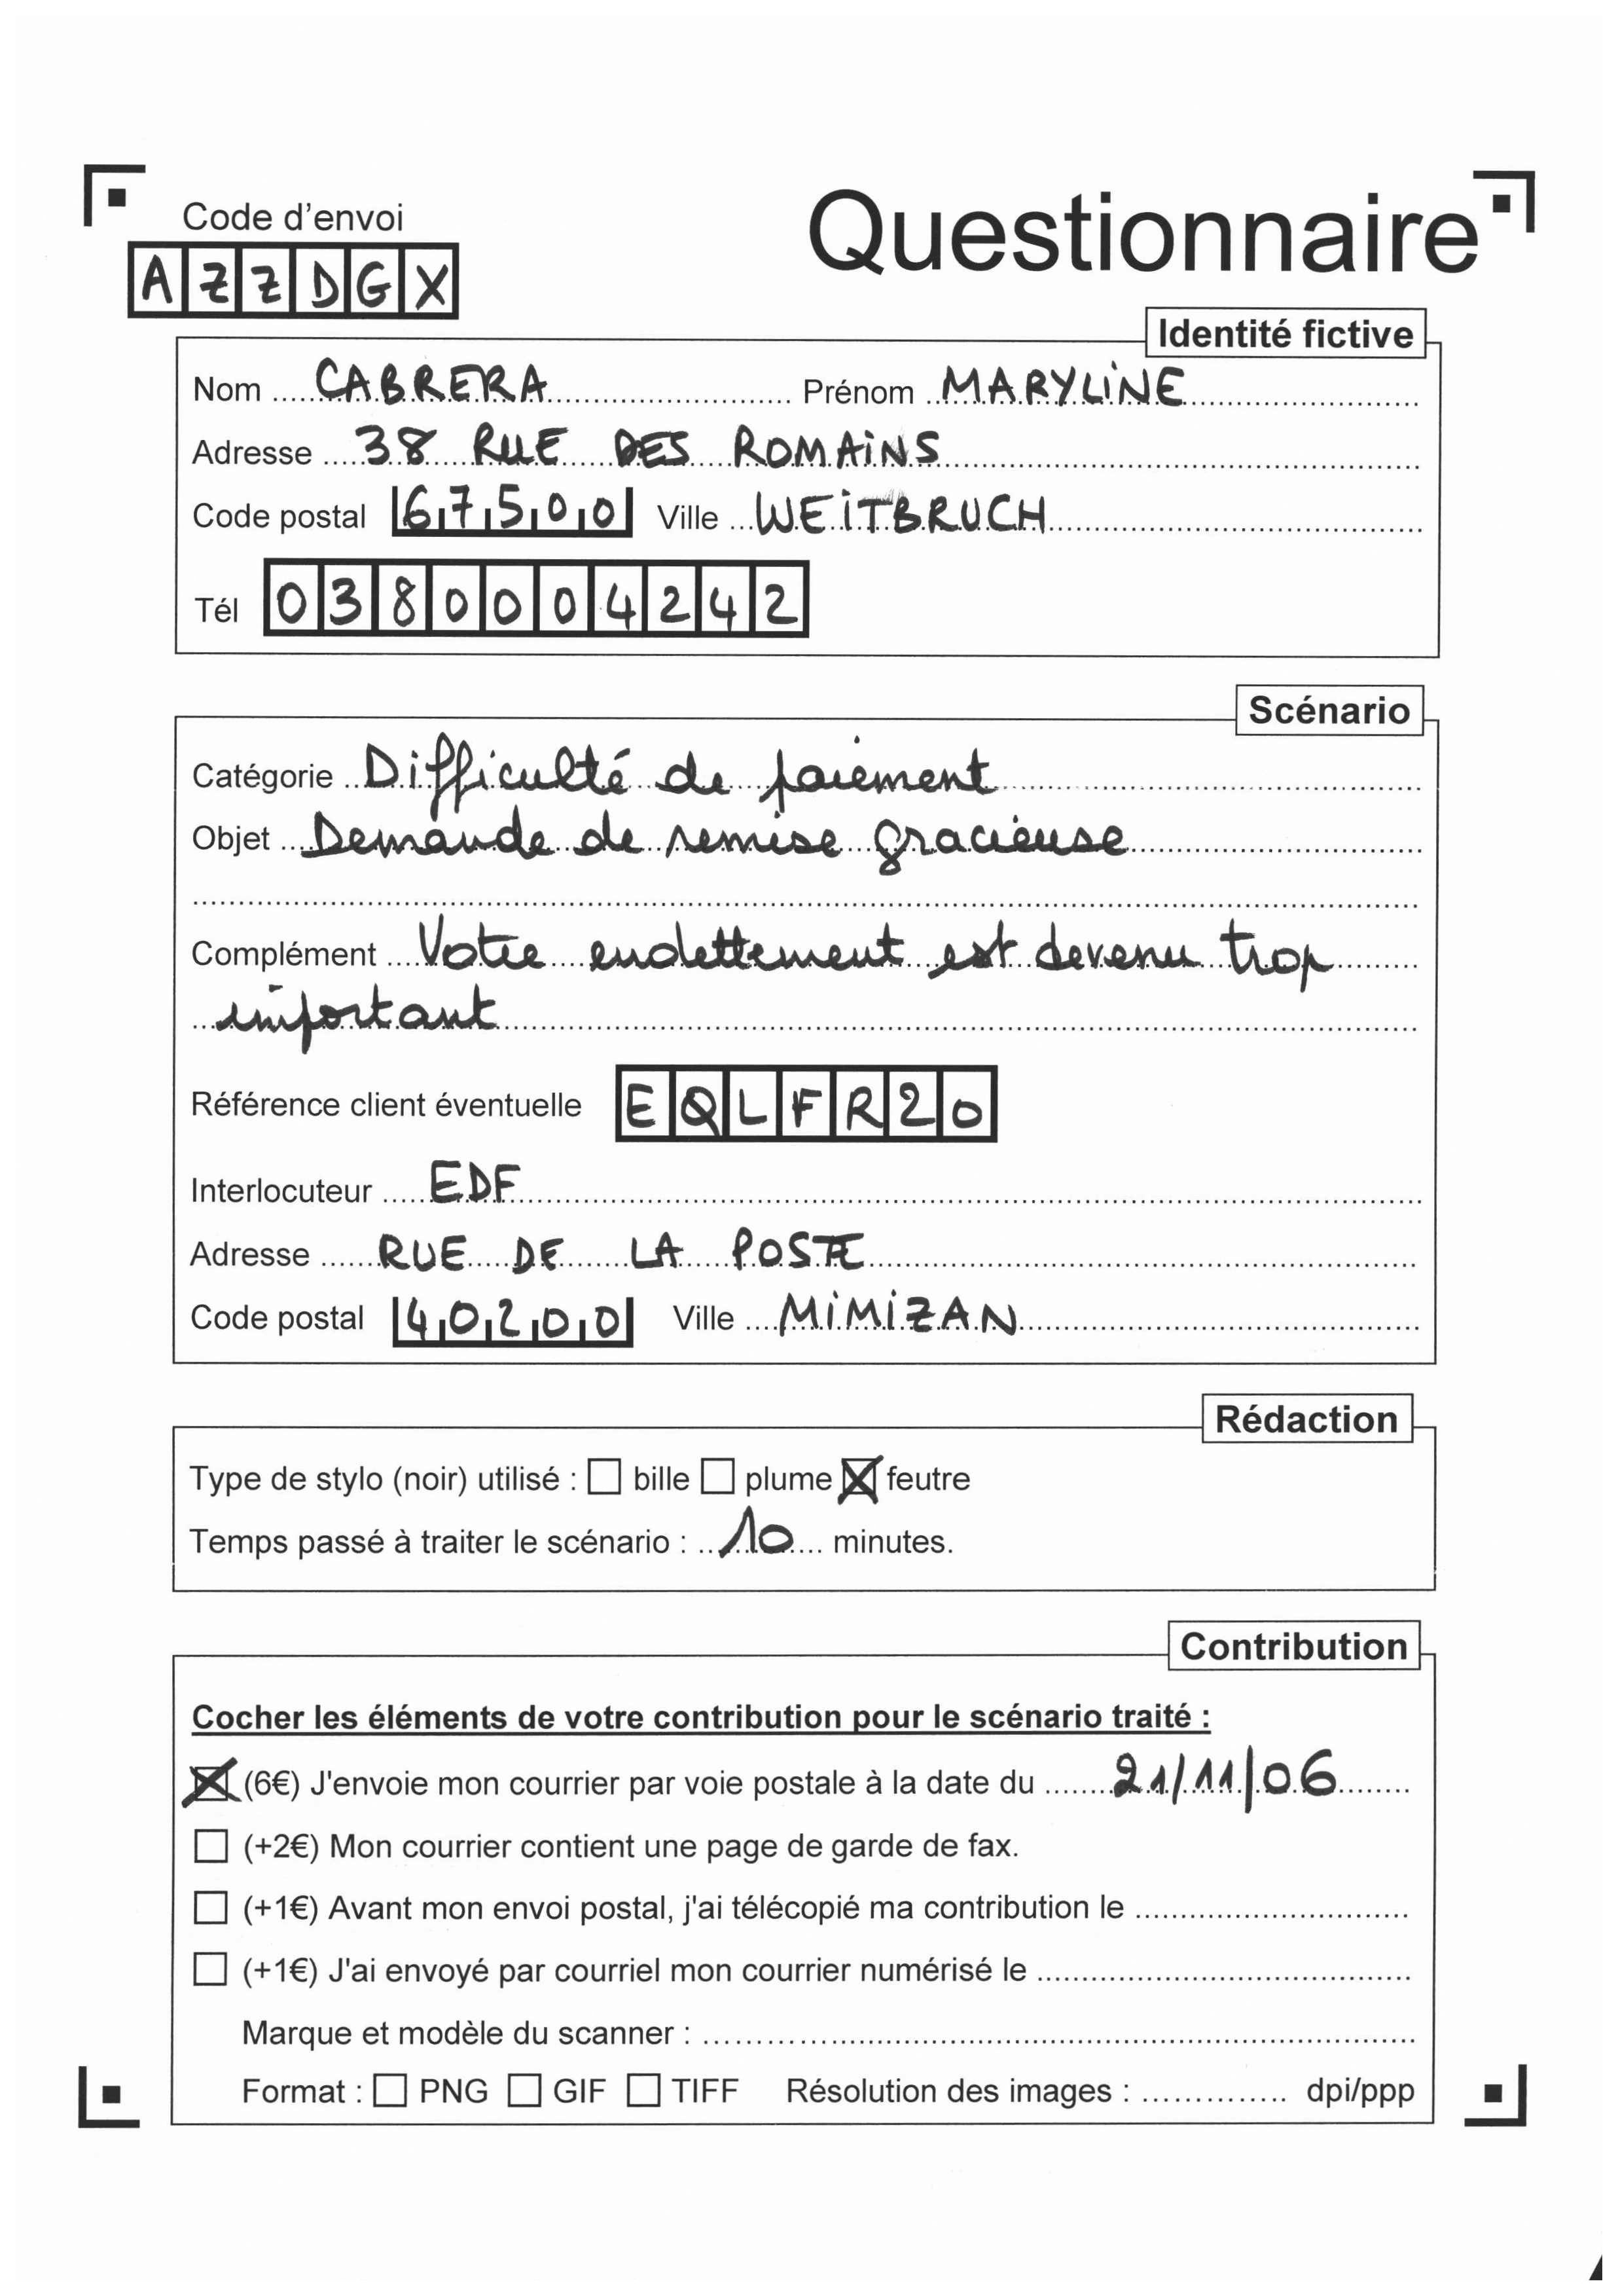 Questionnaire
Code d'envoi
AZZDGX
Identité fictive
Nom CABRERA Prénom MARYLINE
Adresse 38 RUE DES ROMAINS
Code postal 67500 Ville WEITBRUCH
Tél 0380004242
Scénario
Catégorie Difficulté de paiement
Objet Demande de remise gracieuse
Complément Votre endettement est devenu trop
important
Référence client éventuelle EQLFR20
Interlocuteur EDF
Adresse RUE DE LA POSTE
Code postal 40200 Ville MIMIZAN
Rédaction
Type de stylo (noir) utilisé : ☐ bille ☐ plume ☒ feutre
Temps passé à traiter le scénario : 10 minutes.
Contribution
Cocher les éléments de votre contribution pour le scénario traité :
☒ (6€) J'envoie mon courrier par voie postale à la date du 21/11/06
☐ (+2€) Mon courrier contient une page de garde de fax.
☐ (+1€) Avant mon envoi postal, j'ai télécopié ma contribution le
☐ (+1€) J'ai envoyé par courriel mon courrier numérisé le
Marque et modèle du scanner :
Format : ☐ PNG ☐ GIF ☐ TIFF Résolution des images : dpi/ppp